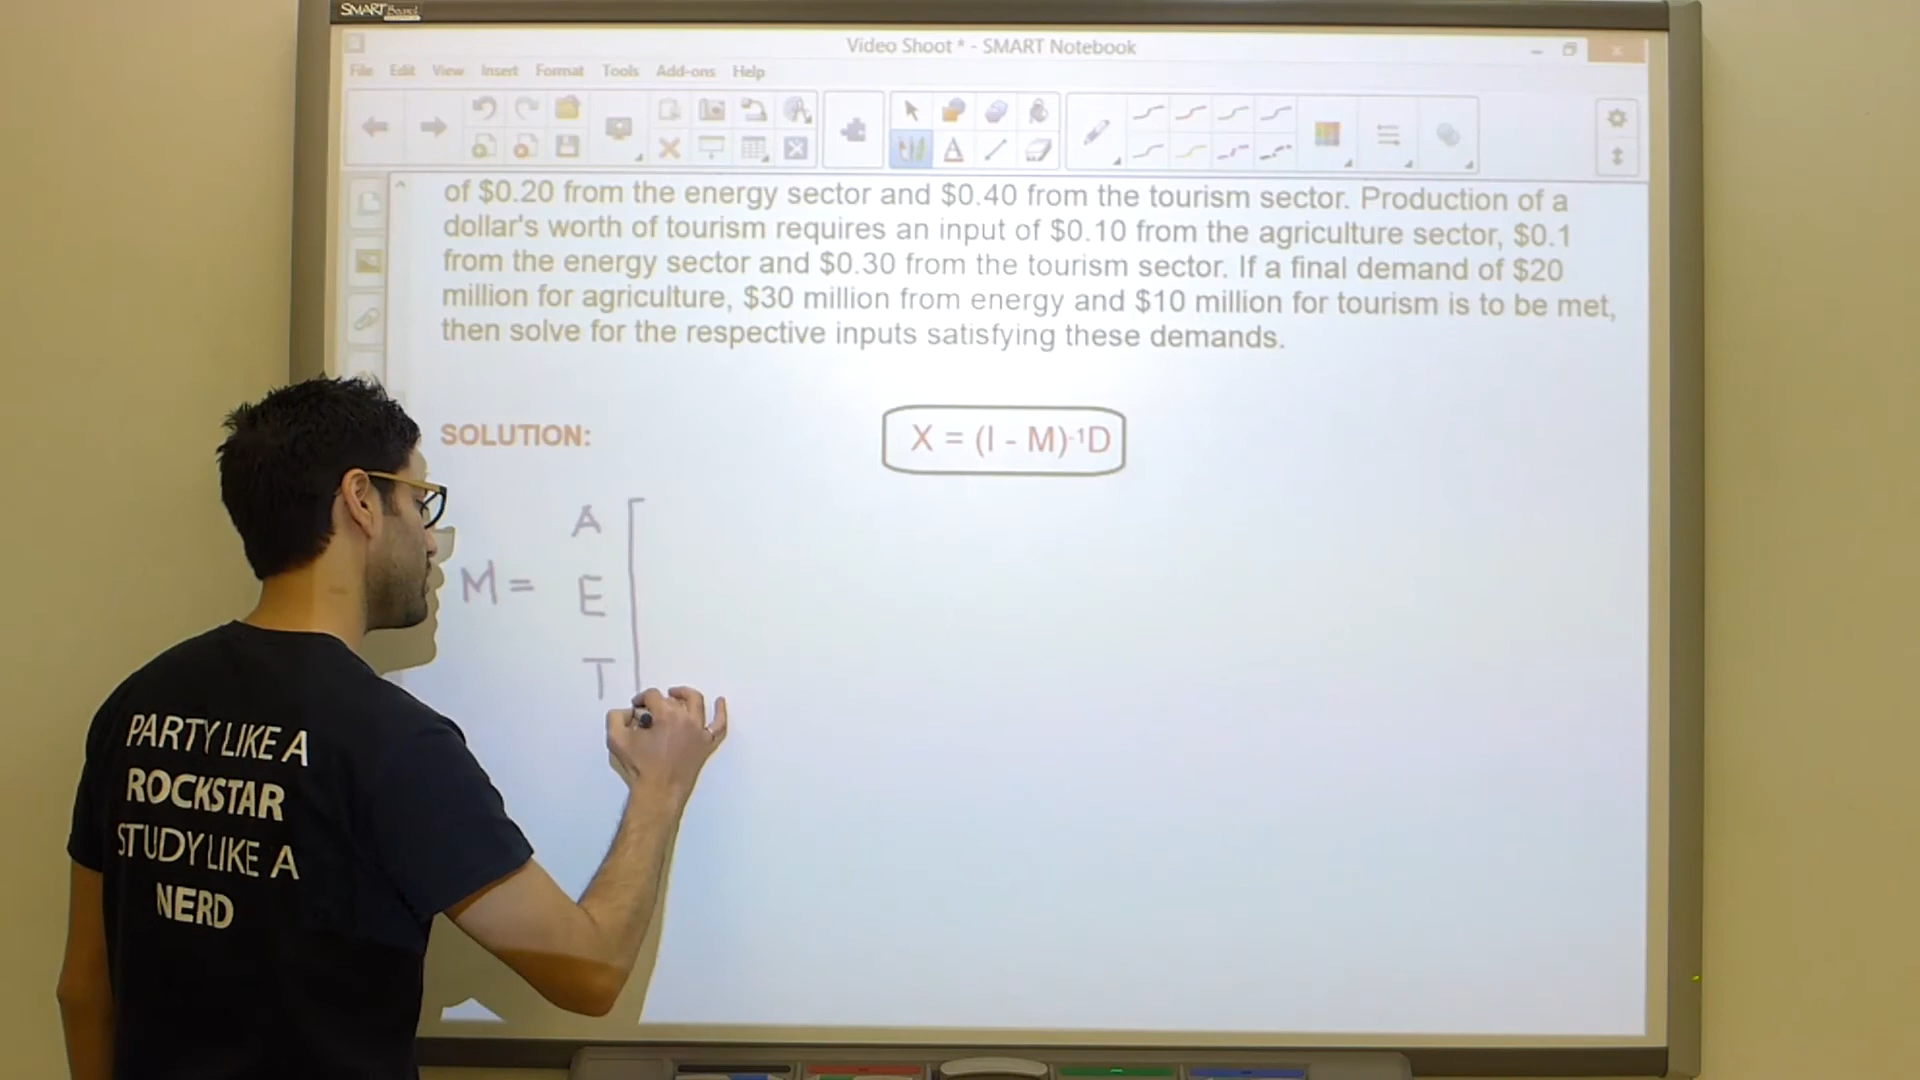 SMART Board
Video Shoot * - SMART Notebook
File Edit View Insert Format Tools Add-ons Help
A
of $0.20 from the energy sector and $0.40 from the tourism sector. Production of a
dollar's worth of tourism requires an input of $0.10 from the agriculture sector, $0.1
from the energy sector and $0.30 from the tourism sector. If a final demand of $20
million for agriculture, $30 million from energy and $10 million for tourism is to be met,
then solve for the respective inputs satisfying these demands.
SOLUTION:
X = (I - M)⁻¹D
A
M = E
T
PARTY LIKE A
ROCKSTAR
STUDY LIKE A
NERD